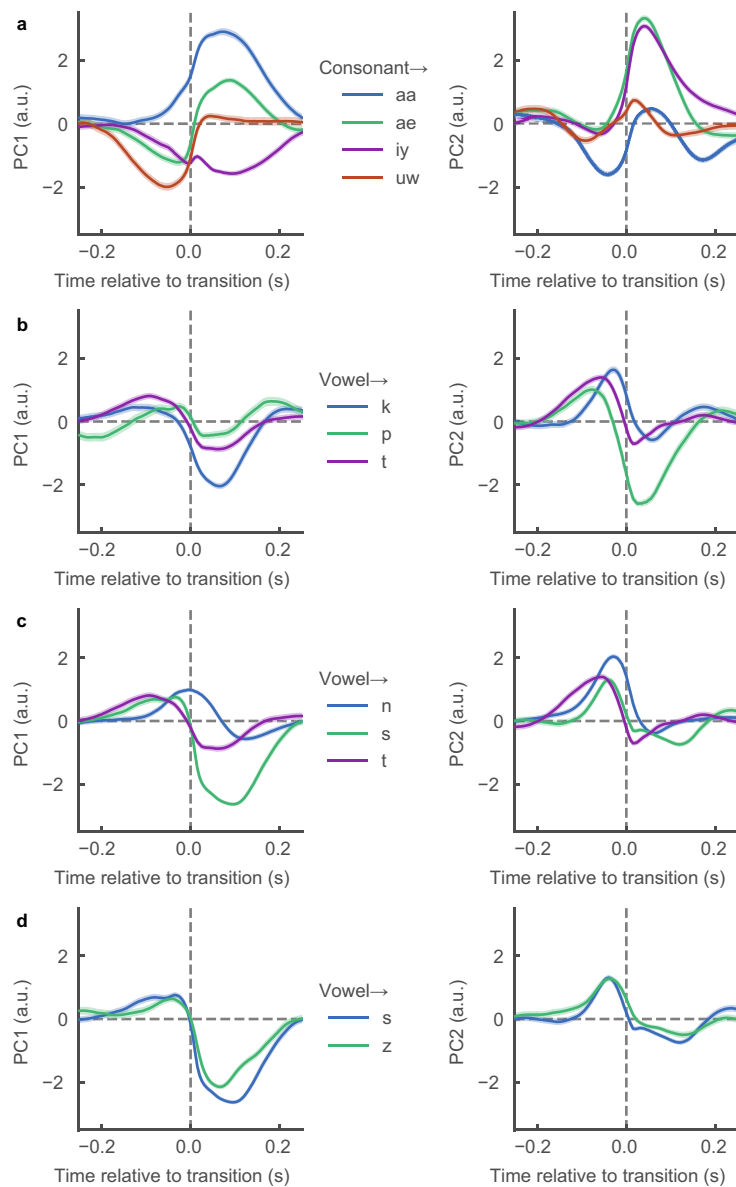 a
PC1 (a.u.)
2
0
−2
−0.2 0.0 0.2
Time relative to transition (s)
Consonant→
aa
ae
iy
uw
PC2 (a.u.)
2
0
−2
−0.2 0.0 0.2
Time relative to transition (s)
b
PC1 (a.u.)
2
0
−2
−0.2 0.0 0.2
Time relative to transition (s)
Vowel→
k
p
t
PC2 (a.u.)
2
0
−2
−0.2 0.0 0.2
Time relative to transition (s)
c
PC1 (a.u.)
2
0
−2
−0.2 0.0 0.2
Time relative to transition (s)
Vowel→
n
s
t
PC2 (a.u.)
2
0
−2
−0.2 0.0 0.2
Time relative to transition (s)
d
PC1 (a.u.)
2
0
−2
−0.2 0.0 0.2
Time relative to transition (s)
Vowel→
s
z
PC2 (a.u.)
2
0
−2
−0.2 0.0 0.2
Time relative to transition (s)